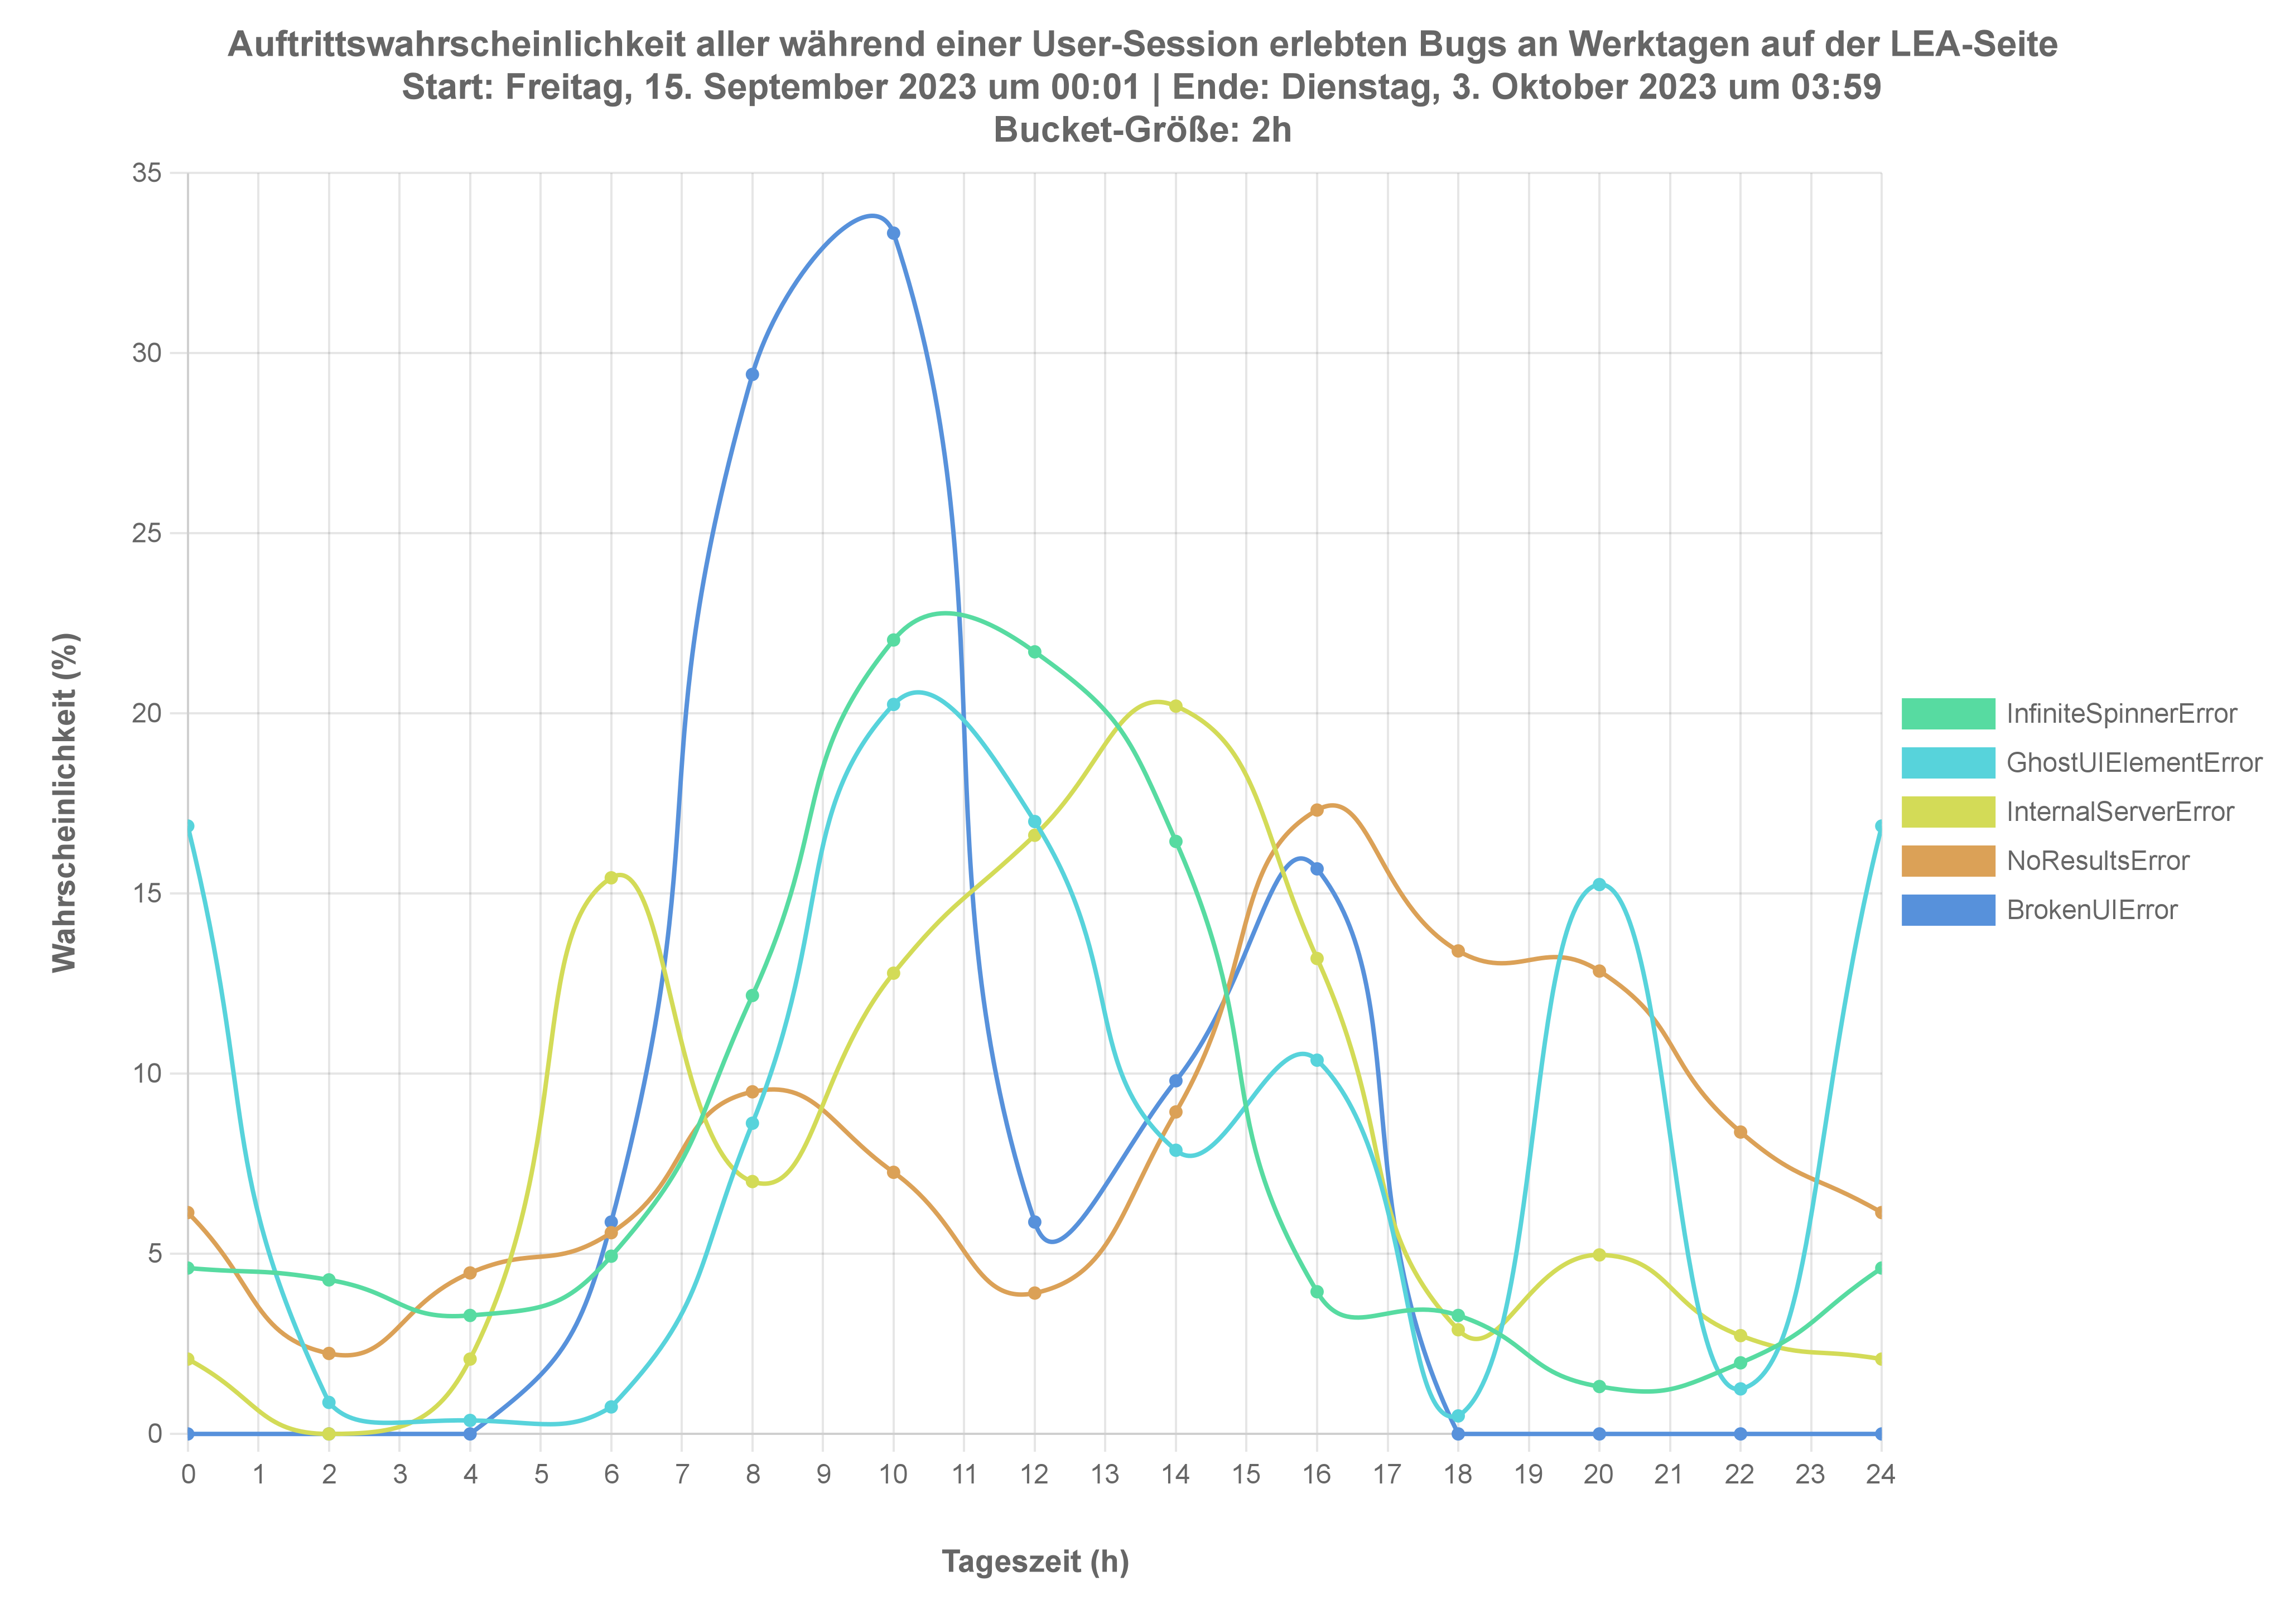 Auftrittswahrscheinlichkeit aller während einer User-Session erlebten Bugs an Werktagen auf der LEA-Seite
Start: Freitag, 15. September 2023 um 00:01 | Ende: Dienstag, 3. Oktober 2023 um 03:59
Bucket-Größe: 2h
35
30
25
20
15
10
5
0
Wahrscheinlichkeit (%)
0 1 2 3 4 5 6 7 8 9 10 11 12 13 14 15 16 17 18 19 20 21 22 23 24
Tageszeit (h)
InfiniteSpinnerError
GhostUIElementError
InternalServerError
NoResultsError
BrokenUIError